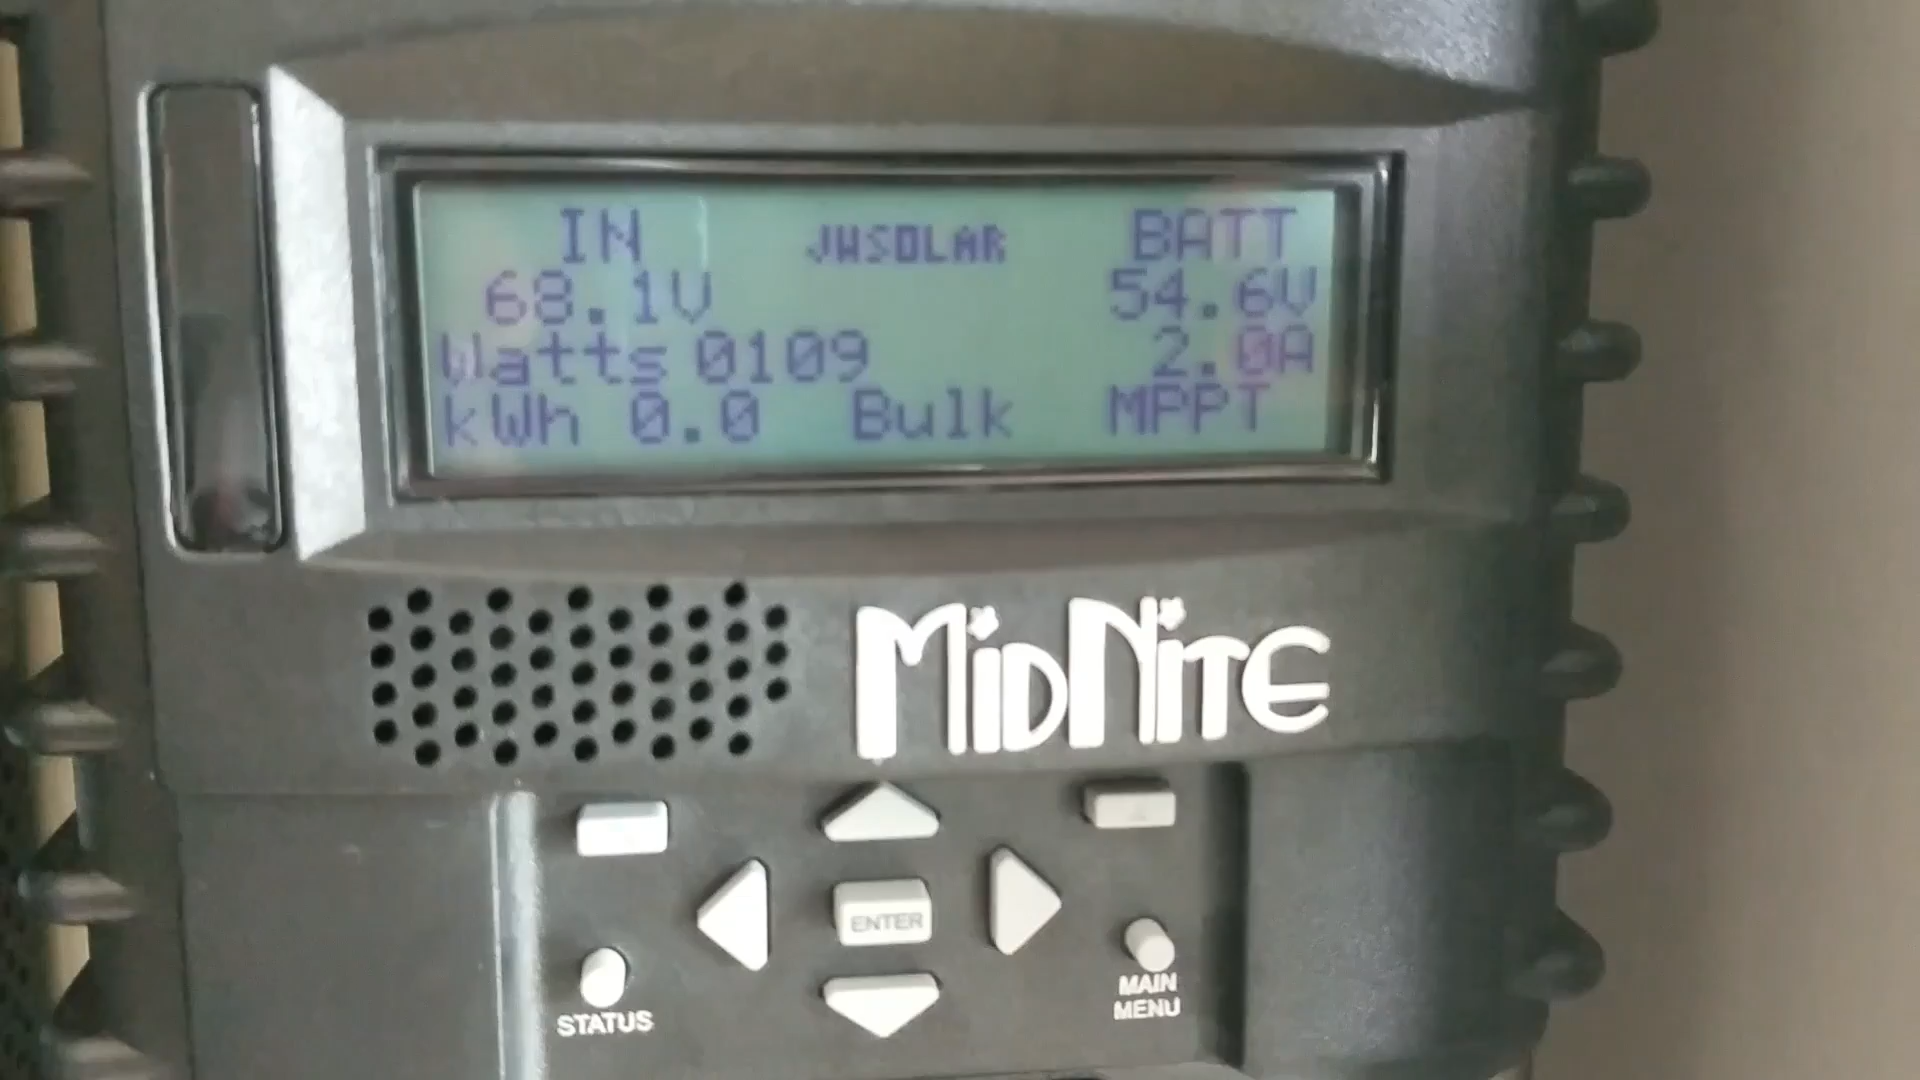 IN JWSOLAR BATT
68.1V 54.6V
Watts 0109 2.0A
kWh 0.0 Bulk MPPT
MIDNITE
ENTER
STATUS
MAIN
MENU